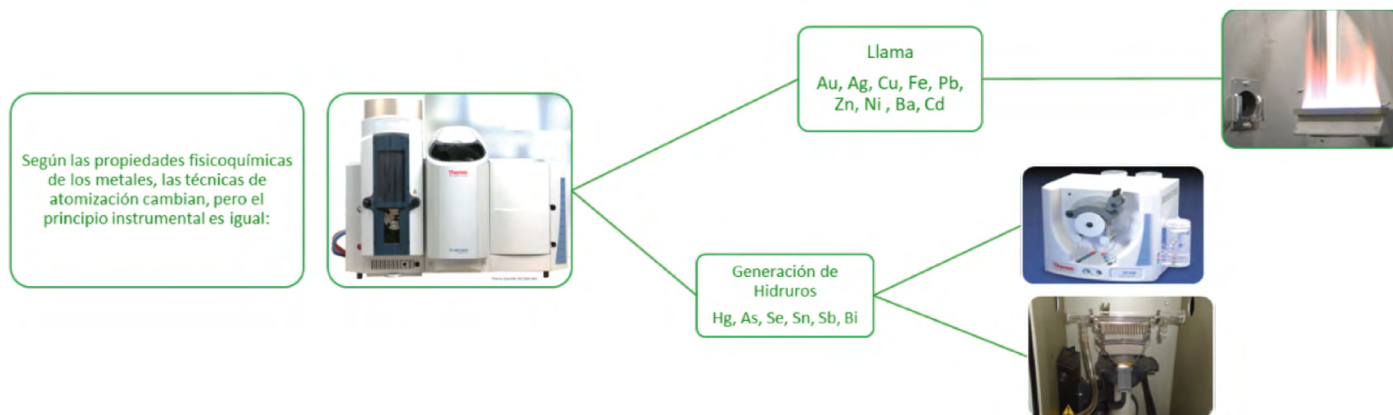 Según las propiedades fisicoquímicas
de los metales, las técnicas de
atomización cambian, pero el
principio instrumental es igual:
Thermo
Llama
Au, Ag, Cu, Fe, Pb,
Zn, Ni , Ba, Cd
Generación de
Hidruros
Hg, As, Se, Sn, Sb, Bi
Thermo